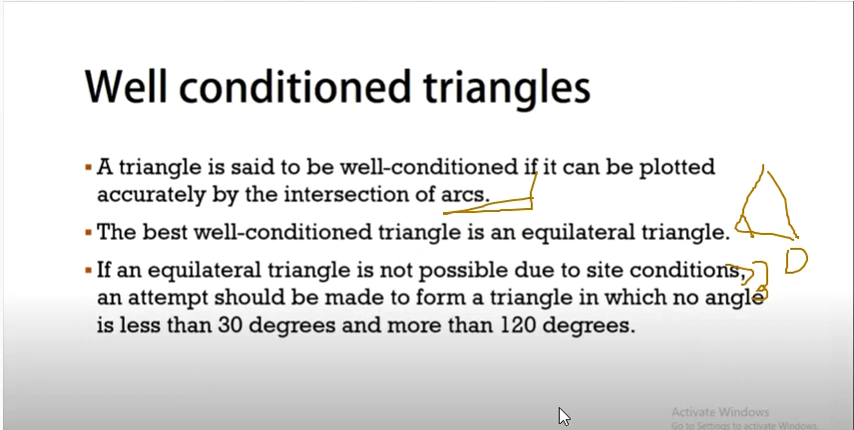 Well conditioned triangles
▪ A triangle is said to be well-conditioned if it can be plotted
accurately by the intersection of arcs.
▪ The best well-conditioned triangle is an equilateral triangle.
▪ If an equilateral triangle is not possible due to site conditions,
an attempt should be made to form a triangle in which no angle
is less than 30 degrees and more than 120 degrees.
Activate Windows
Go to Settings to activate Windows.